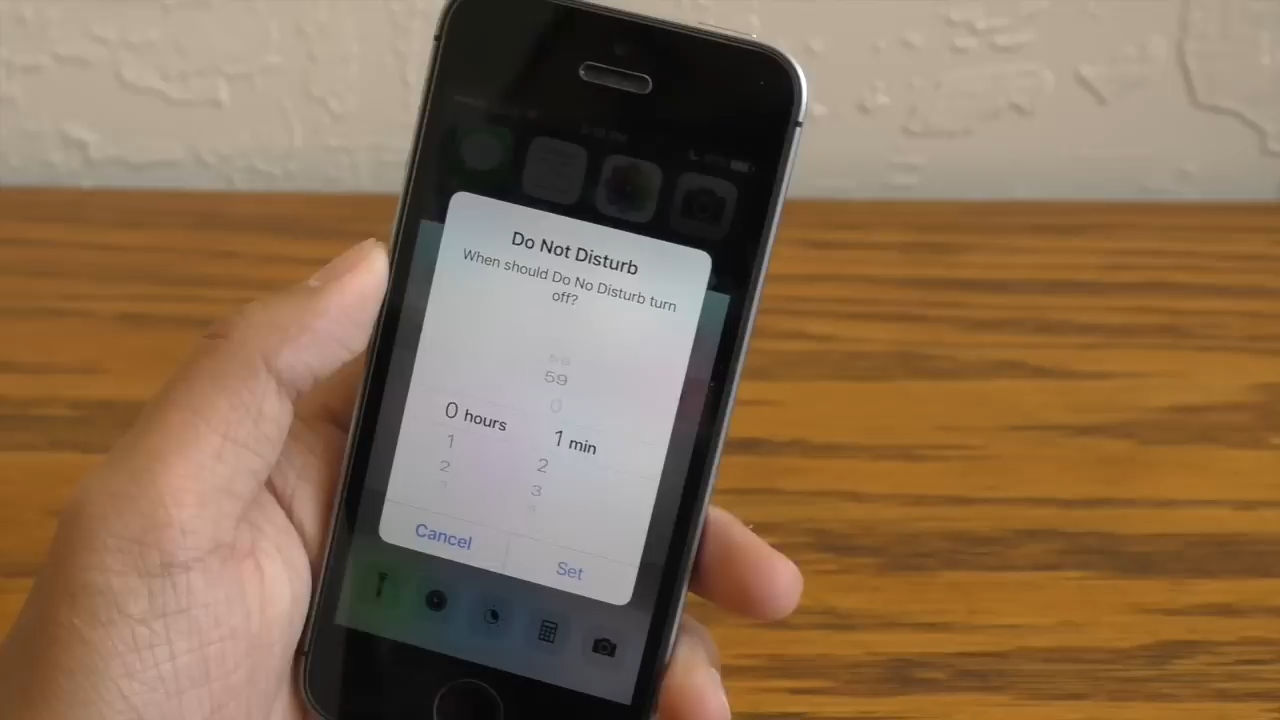 Do Not Disturb
When should Do No Disturb turn
off?
59
0
0 hours
1 min
1
2
2
3
Cancel
Set